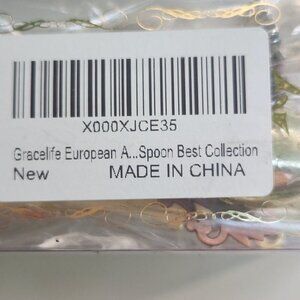 X000XJCE35
Gracelife European A...Spoon Best Collection
New MADE IN CHINA